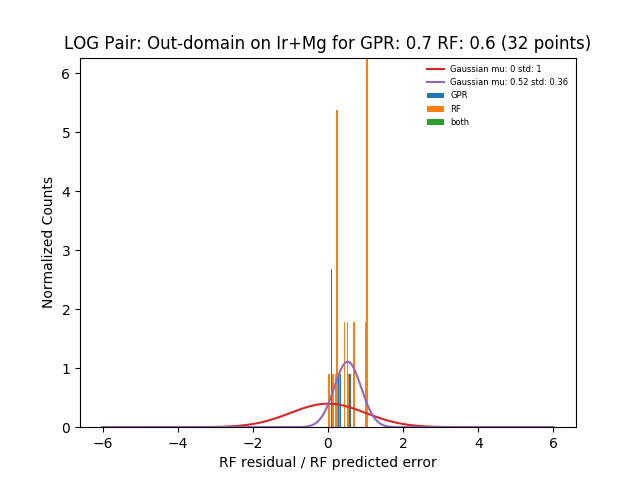 LOG Pair: Out-domain on Ir+Mg for GPR: 0.7 RF: 0.6 (32 points)
Gaussian mu: 0 std: 1
Gaussian mu: 0.52 std: 0.36
GPR
RF
both
Normalized Counts
6
5
4
3
2
1
0
−6
−4
−2
0
2
4
6
RF residual / RF predicted error